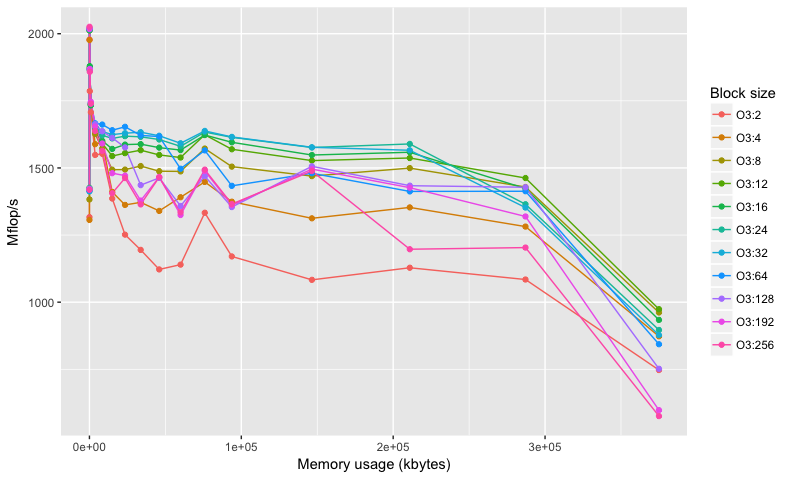 2000
1500
1000
Mflop/s
0e+00 1e+05 2e+05 3e+05
Memory usage (kbytes)
Block size
O3:2
O3:4
O3:8
O3:12
O3:16
O3:24
O3:32
O3:64
O3:128
O3:192
O3:256